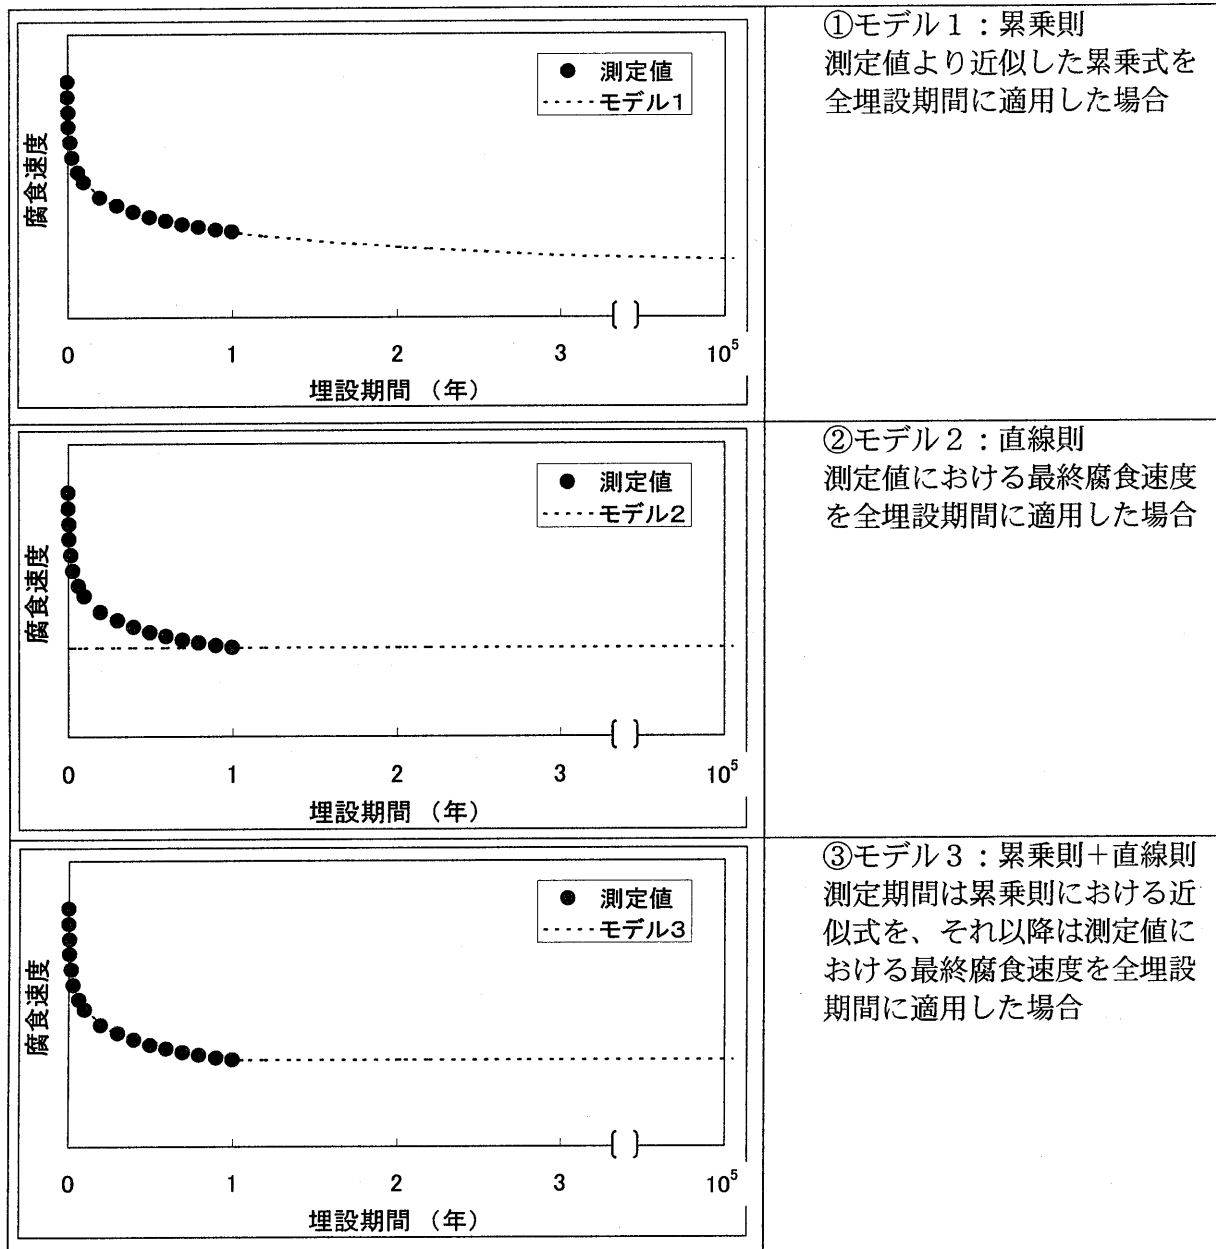 ①モデル1：累乗則
測定値より近似した累乗式を
全埋設期間に適用した場合
● 測定値
モデル1
腐食速度
0 1 2 3 10⁵
埋設期間 （年）
②モデル2：直線則
測定値における最終腐食速度
を全埋設期間に適用した場合
● 測定値
モデル2
腐食速度
0 1 2 3 10⁵
埋設期間 （年）
③モデル3：累乗則＋直線則
測定期間は累乗則における近
似式を、それ以降は測定値に
おける最終腐食速度を全埋設
期間に適用した場合
● 測定値
モデル3
腐食速度
0 1 2 3 10⁵
埋設期間 （年）